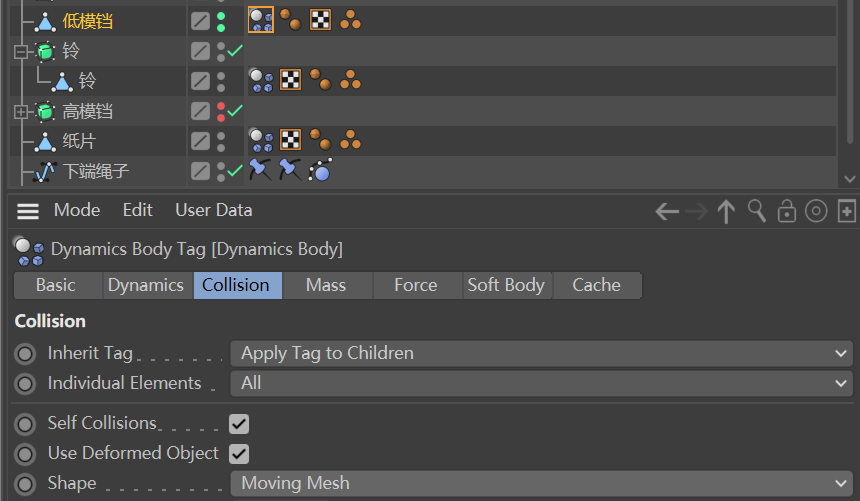 低模铛
铃
铃
高模铛
纸片
下端绳子
Mode Edit User Data
Dynamics Body Tag [Dynamics Body]
Basic Dynamics Collision Mass Force Soft Body Cache
Collision
Inherit Tag Apply Tag to Children
Individual Elements All
Self Collisions
Use Deformed Object
Shape Moving Mesh